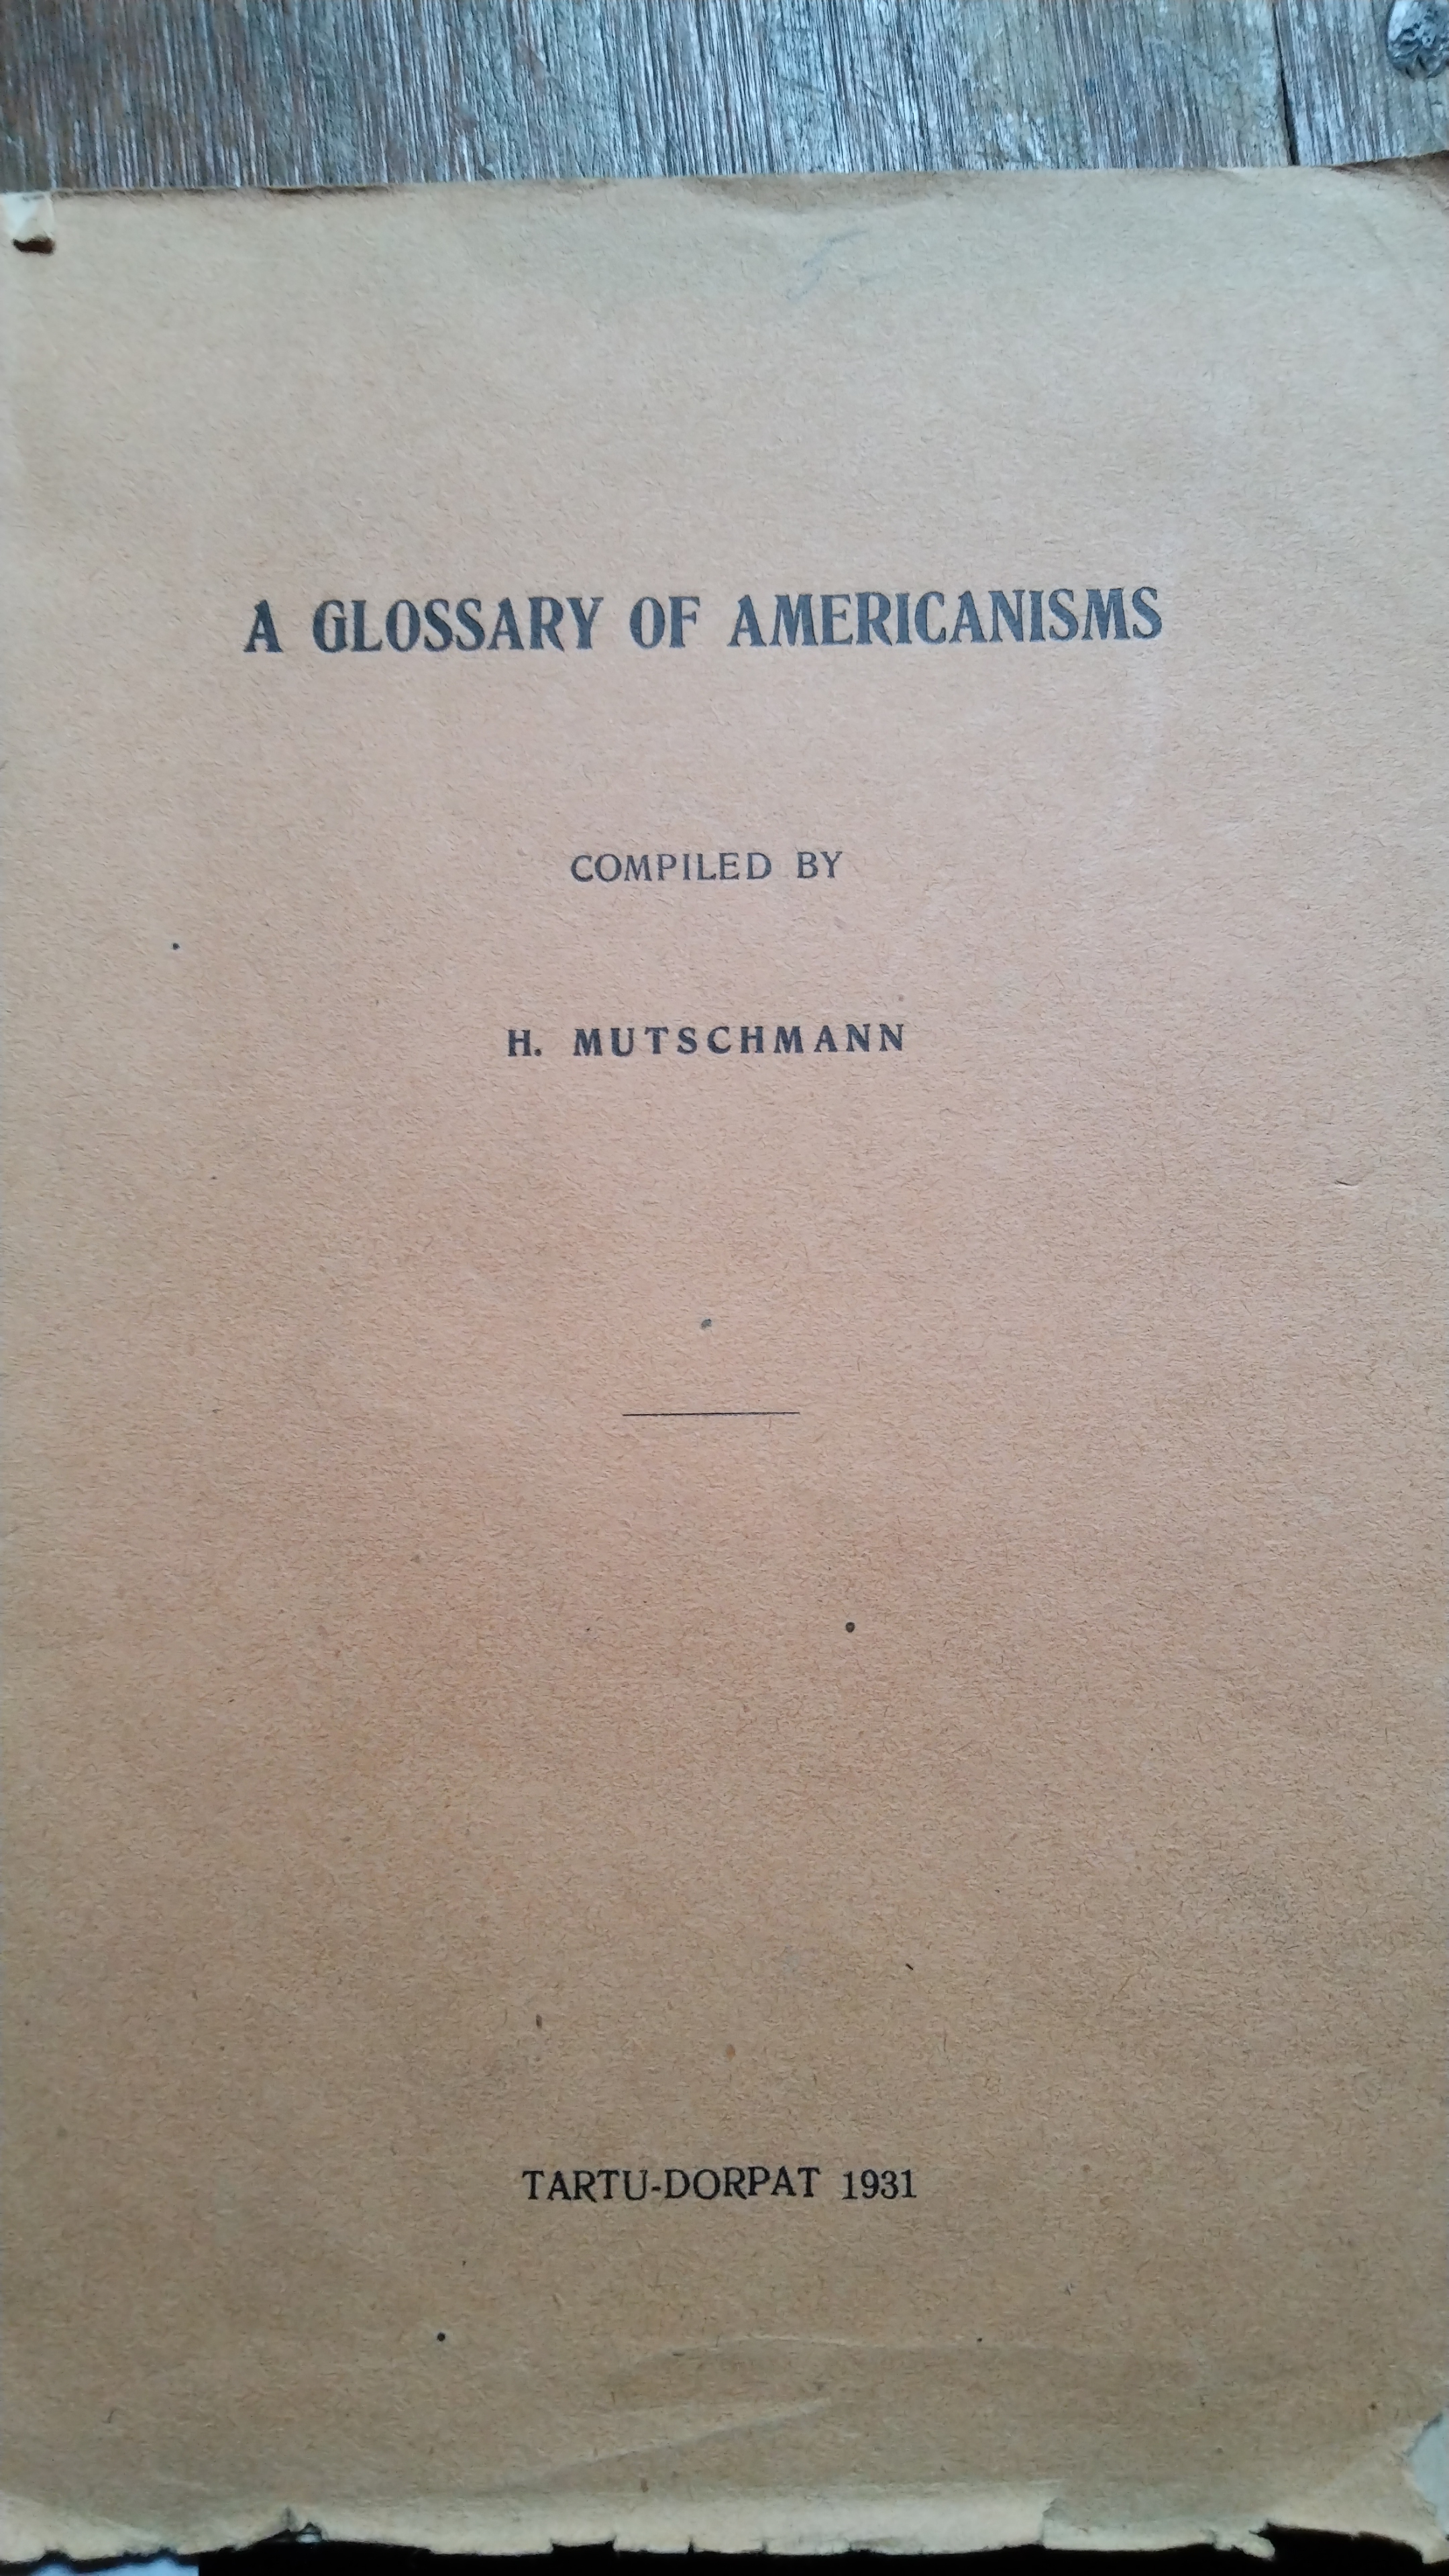 A GLOSSARY OF AMERICANISMS
COMPILED BY
H. MUTSCHMANN
TARTU-DORPAT 1931